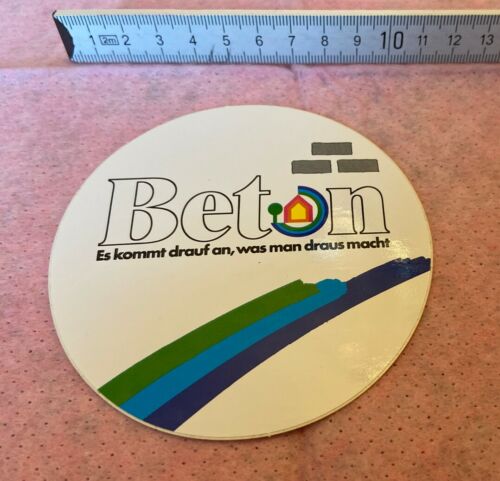 1 2m 2 3 4 5 6 7 8 9 10 11 12 13
Beton
Es kommt drauf an, was man draus macht